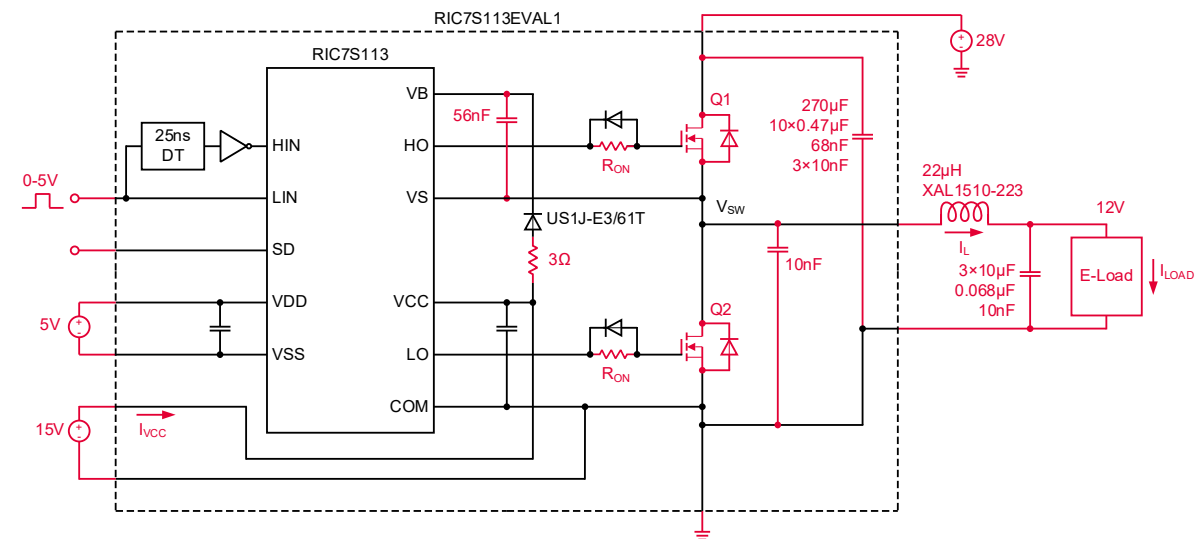 RIC7S113EVAL1
RIC7S113
28V
VB
56nF
Q1
270µF
10×0.47µF
68nF
3×10nF
25ns
DT
HIN
HO
RON
0-5V
LIN
VS
22µH
XAL1510-223
VSW
12V
US1J-E3/61T
IL
SD
3Ω
10nF
3×10µF
0.068µF
10nF
E-Load
ILOAD
VDD
VCC
Q2
5V
VSS
LO
RON
COM
15V
IVCC
+
-
+
-
+
-